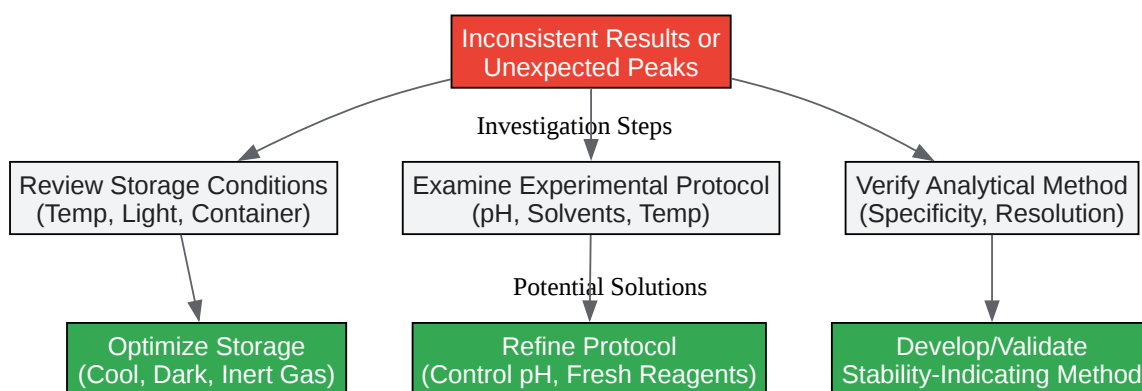 Inconsistent Results or
Unexpected Peaks
Investigation Steps
Review Storage Conditions
(Temp, Light, Container)
Examine Experimental Protocol
(pH, Solvents, Temp)
Verify Analytical Method
(Specificity, Resolution)
Potential Solutions
Optimize Storage
(Cool, Dark, Inert Gas)
Refine Protocol
(Control pH, Fresh Reagents)
Develop/Validate
Stability-Indicating Method